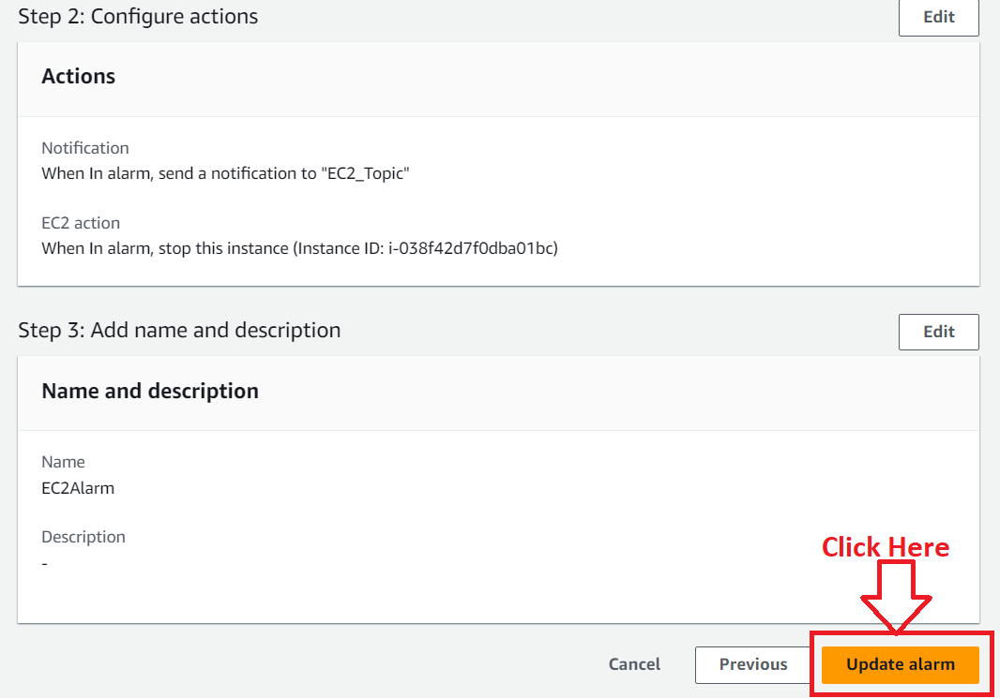 Step 2: Configure actions
Edit
Actions
Notification
When In alarm, send a notification to "EC2_Topic"
EC2 action
When In alarm, stop this instance (Instance ID: i-038f42d7f0dba01bc)
Step 3: Add name and description
Edit
Name and description
Name
EC2Alarm
Description
-
Click Here
Cancel
Previous
Update alarm